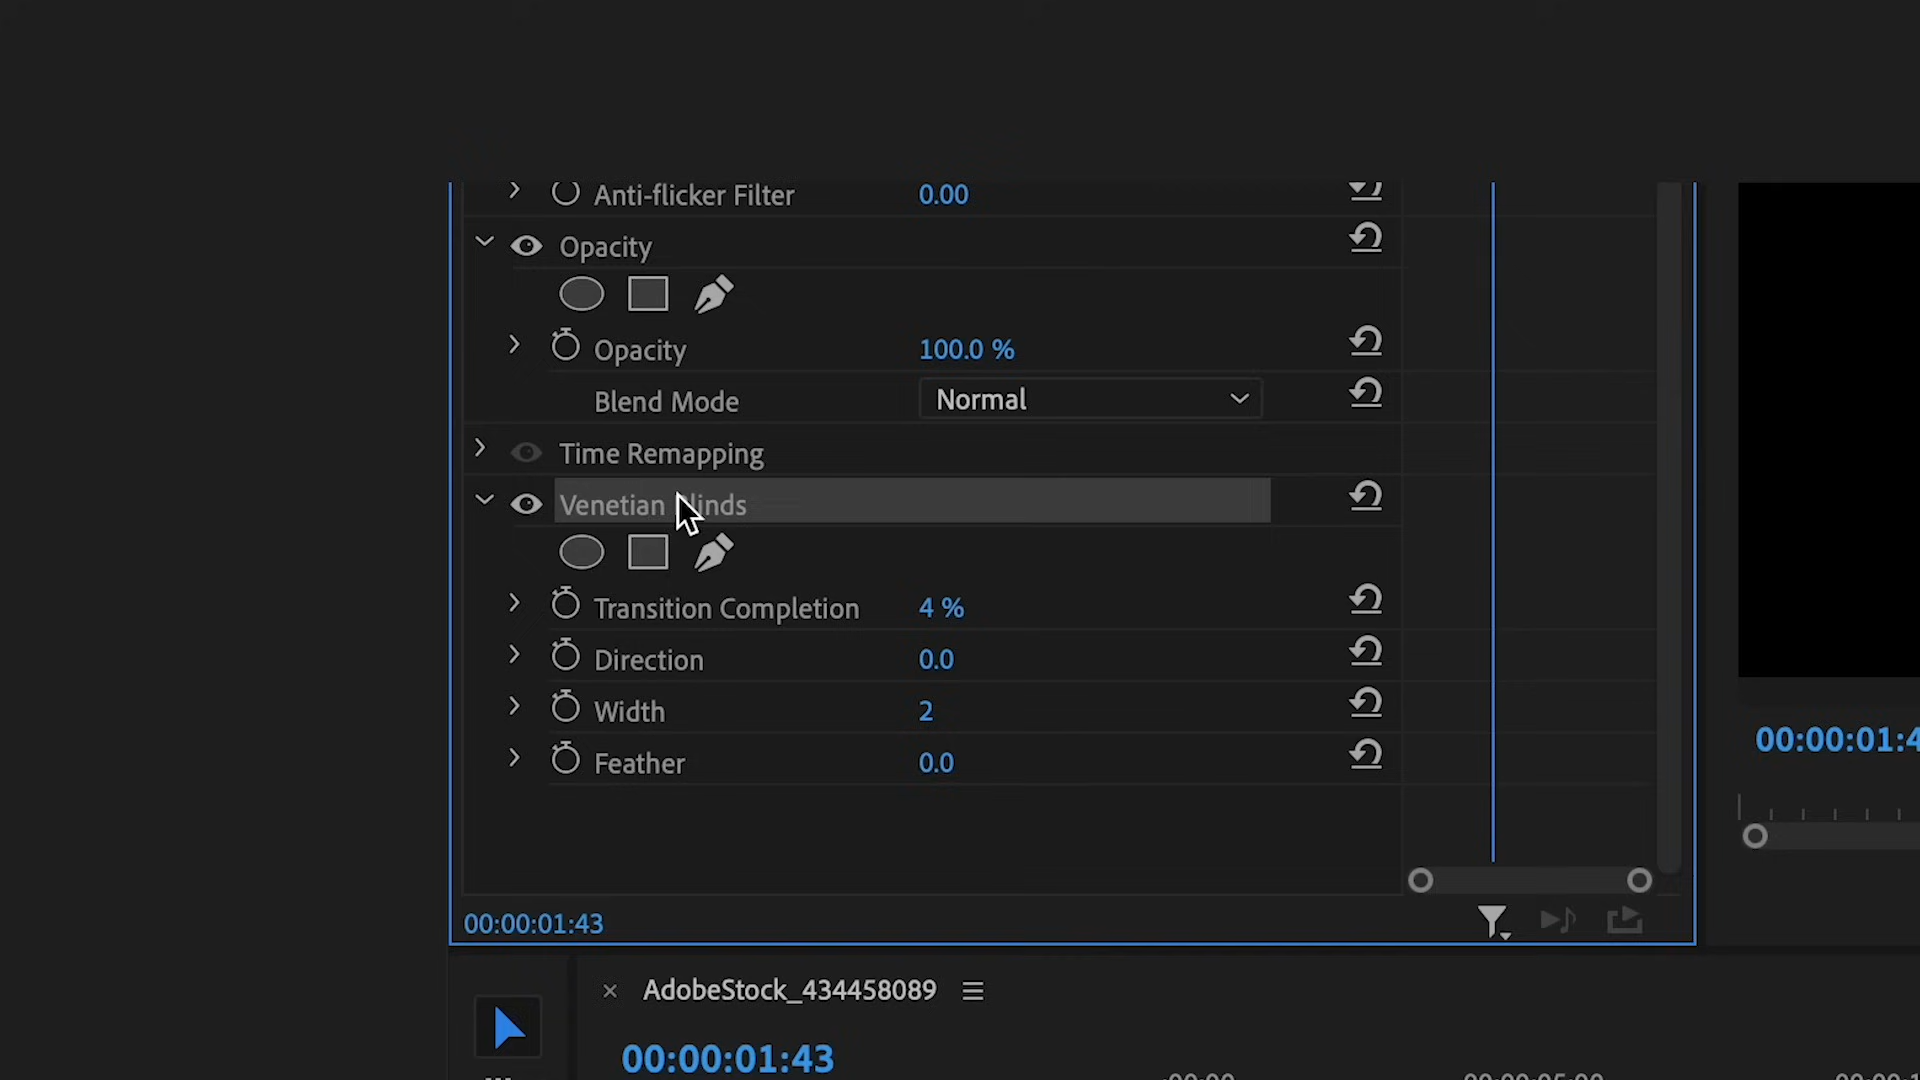 Anti-flicker Filter 0.00
Opacity
Opacity 100.0 %
Blend Mode Normal
Time Remapping
Venetian Blinds
Transition Completion 4 %
Direction 0.0
Width 2
Feather 0.0
00:00:01:4
00:00:01:43
AdobeStock_434458089
00:00:01:43